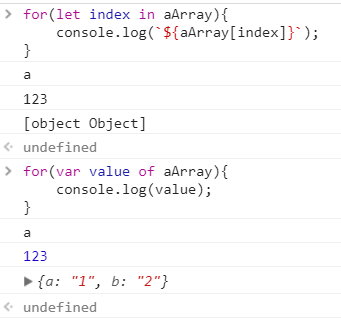 > for(let index in aArray){
    console.log(`${aArray[index]}`);
}
a
123
[object Object]
< undefined
> for(var value of aArray){
    console.log(value);
}
a
123
▶{a: "1", b: "2"}
< undefined